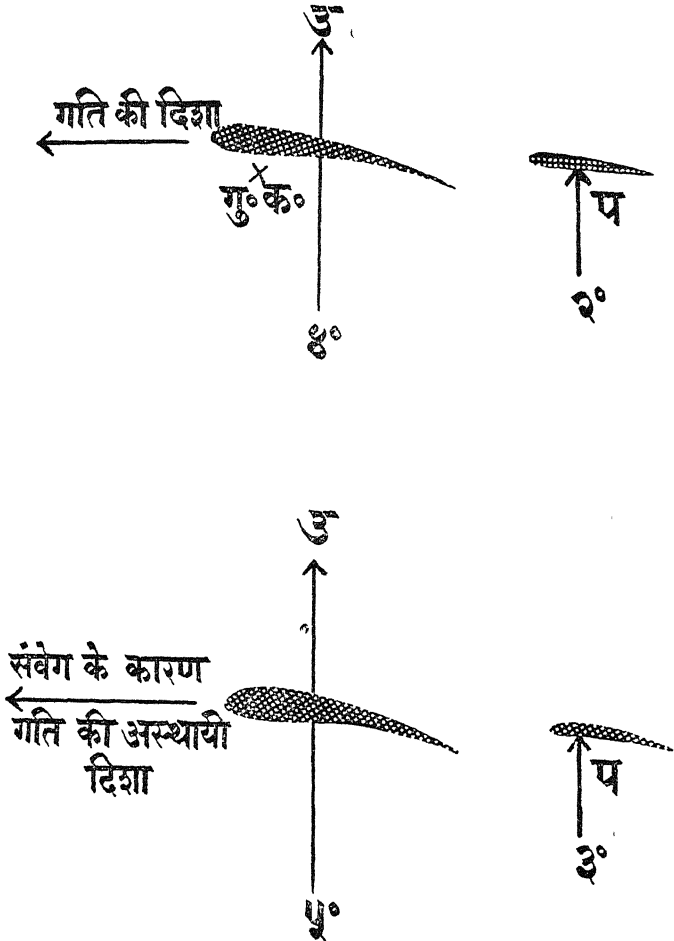 उ
गति की दिशा
गु॰ क॰
प
२°
४°
उ
संवेग के कारण
गति की अस्थायी
दिशा
प
३°
५°